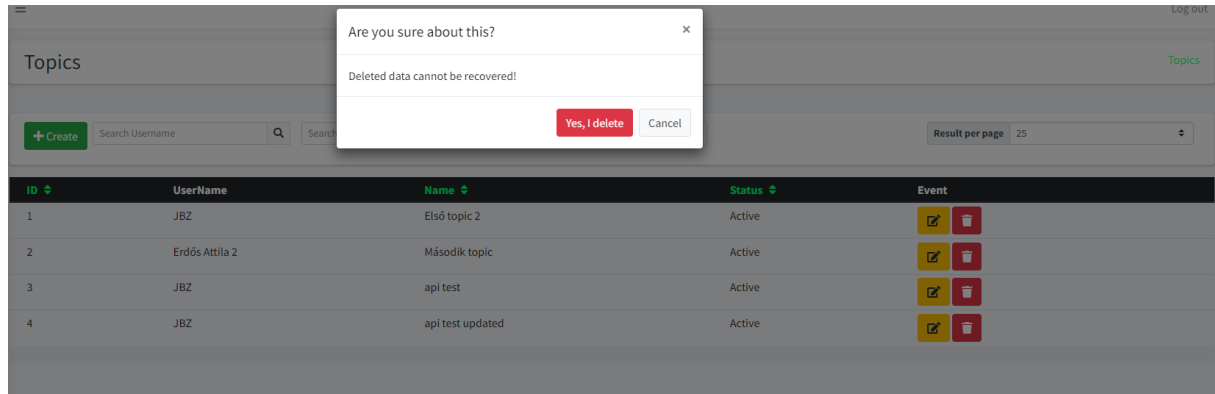 Log out
Are you sure about this? ×
Topics
Topics
Deleted data cannot be recovered!
Yes, I delete Cancel
Create Search Username Search Result per page 25
ID UserName Name Status Event
1 JBZ Első topic 2 Active
2 Erdős Attila 2 Második topic Active
3 JBZ api test Active
4 JBZ api test updated Active